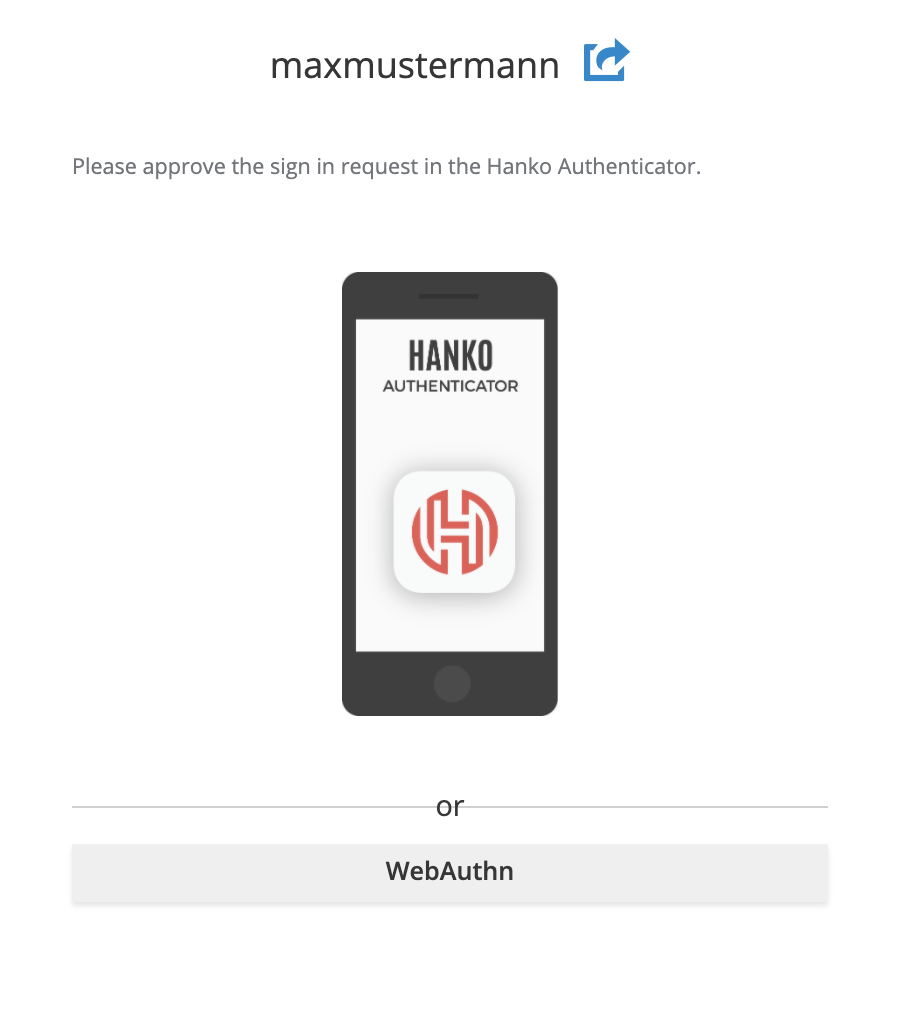 maxmustermann
Please approve the sign in request in the Hanko Authenticator.
HANKO
AUTHENTICATOR
or
WebAuthn